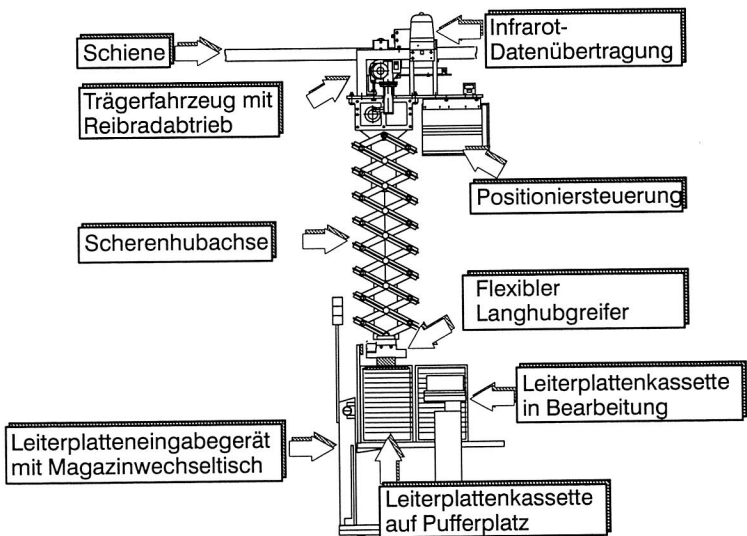 Schiene
Infrarot-
Datenübertragung
Trägerfahrzeug mit
Reibradabtrieb
Positioniersteuerung
Scherenhubachse
Flexibler
Langhubgreifer
Leiterplattenkassette
in Bearbeitung
Leiterplatteneingabegerät
mit Magazinwechseltisch
Leiterplattenkassette
auf Pufferplatz